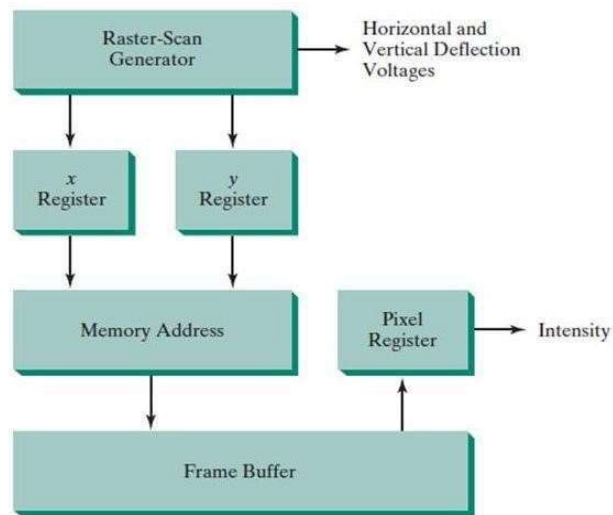 Raster-Scan
Generator
Horizontal and
Vertical Deflection
Voltages
x
Register
y
Register
Memory Address
Pixel
Register
Intensity
Frame Buffer